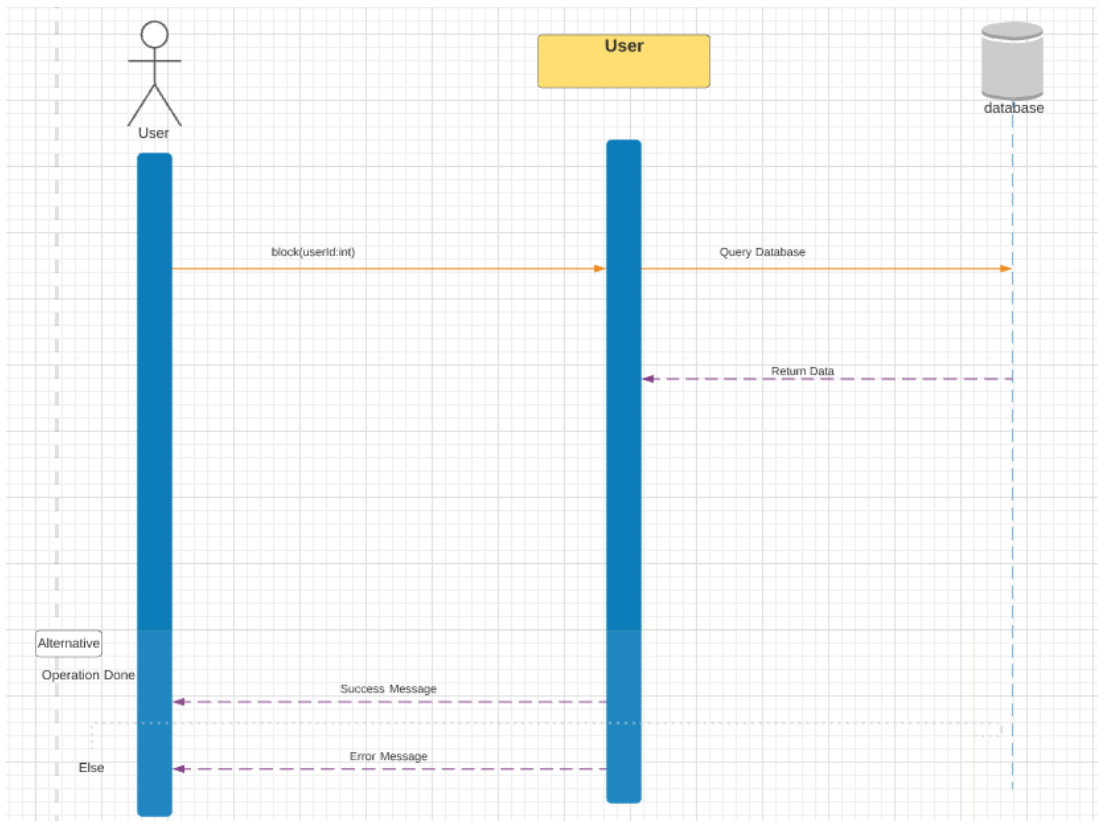 User
User
database
block(userId:int)
Query Database
Return Data
Alternative
Operation Done
Success Message
Error Message
Else